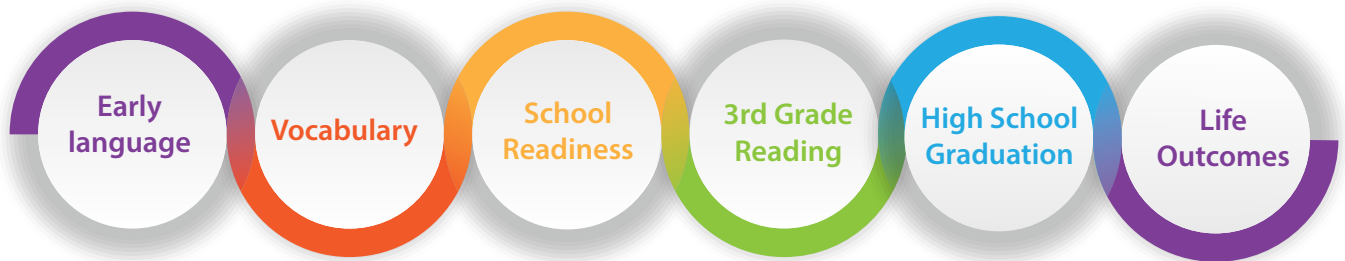 Early
language
Vocabulary
School
Readiness
3rd Grade
Reading
High School
Graduation
Life
Outcomes